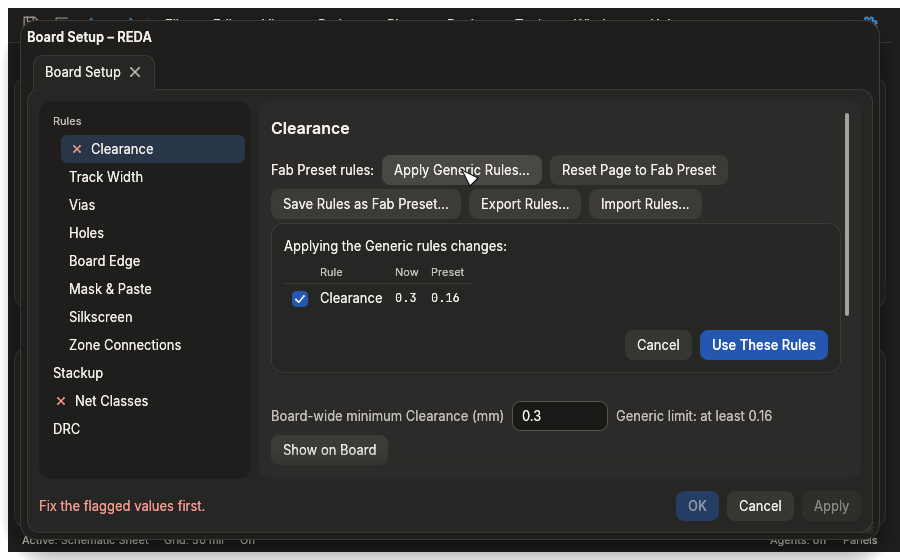 Board Setup – REDA
Board Setup
Rules
Clearance
Track Width
Vias
Holes
Board Edge
Mask & Paste
Silkscreen
Zone Connections
Stackup
Net Classes
DRC
Clearance
Fab Preset rules: Apply Generic Rules... Reset Page to Fab Preset
Save Rules as Fab Preset... Export Rules... Import Rules...
Applying the Generic rules changes:
Rule Now Preset
Clearance 0.3 0.16
Cancel Use These Rules
Board-wide minimum Clearance (mm) 0.3 Generic limit: at least 0.16
Show on Board
Fix the flagged values first.
OK Cancel Apply
Active: Schematic Sheet Grid: 50 mil On Agents: off Panels